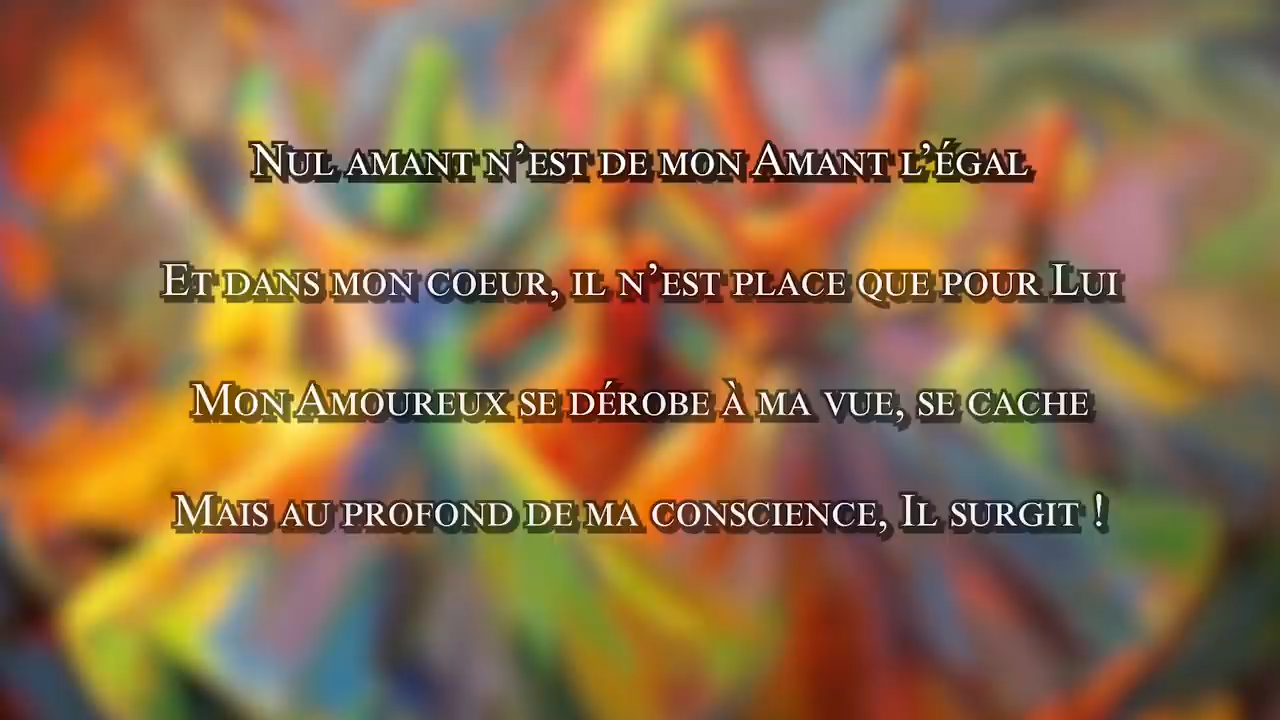 Nul amant n’est de mon Amant l’égal
Et dans mon coeur, il n’est place que pour Lui
Mon Amoureux se dérobe À ma vue, se cache
Mais au profond de ma conscience, Il surgit !